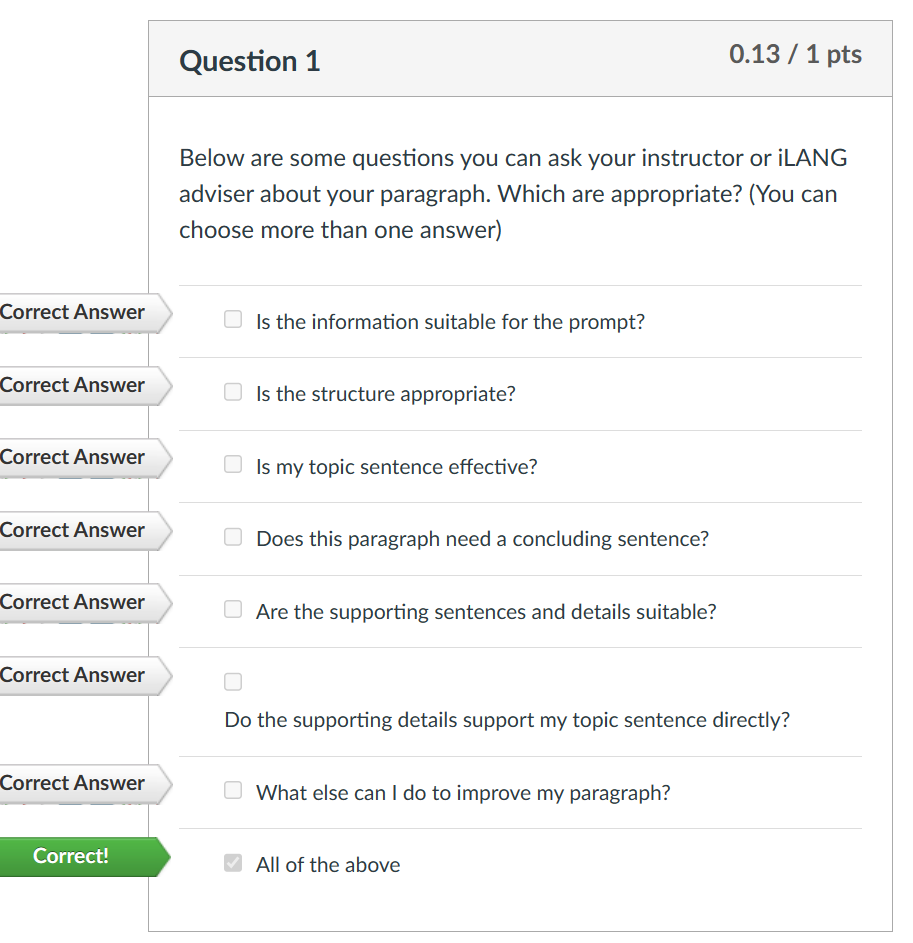 Question 1
0.13 / 1 pts
Below are some questions you can ask your instructor or iLANG
adviser about your paragraph. Which are appropriate? (You can
choose more than one answer)
Correct Answer
Is the information suitable for the prompt?
Correct Answer
Is the structure appropriate?
Correct Answer
Is my topic sentence effective?
Correct Answer
Does this paragraph need a concluding sentence?
Correct Answer
Are the supporting sentences and details suitable?
Correct Answer
Do the supporting details support my topic sentence directly?
Correct Answer
What else can I do to improve my paragraph?
Correct!
All of the above